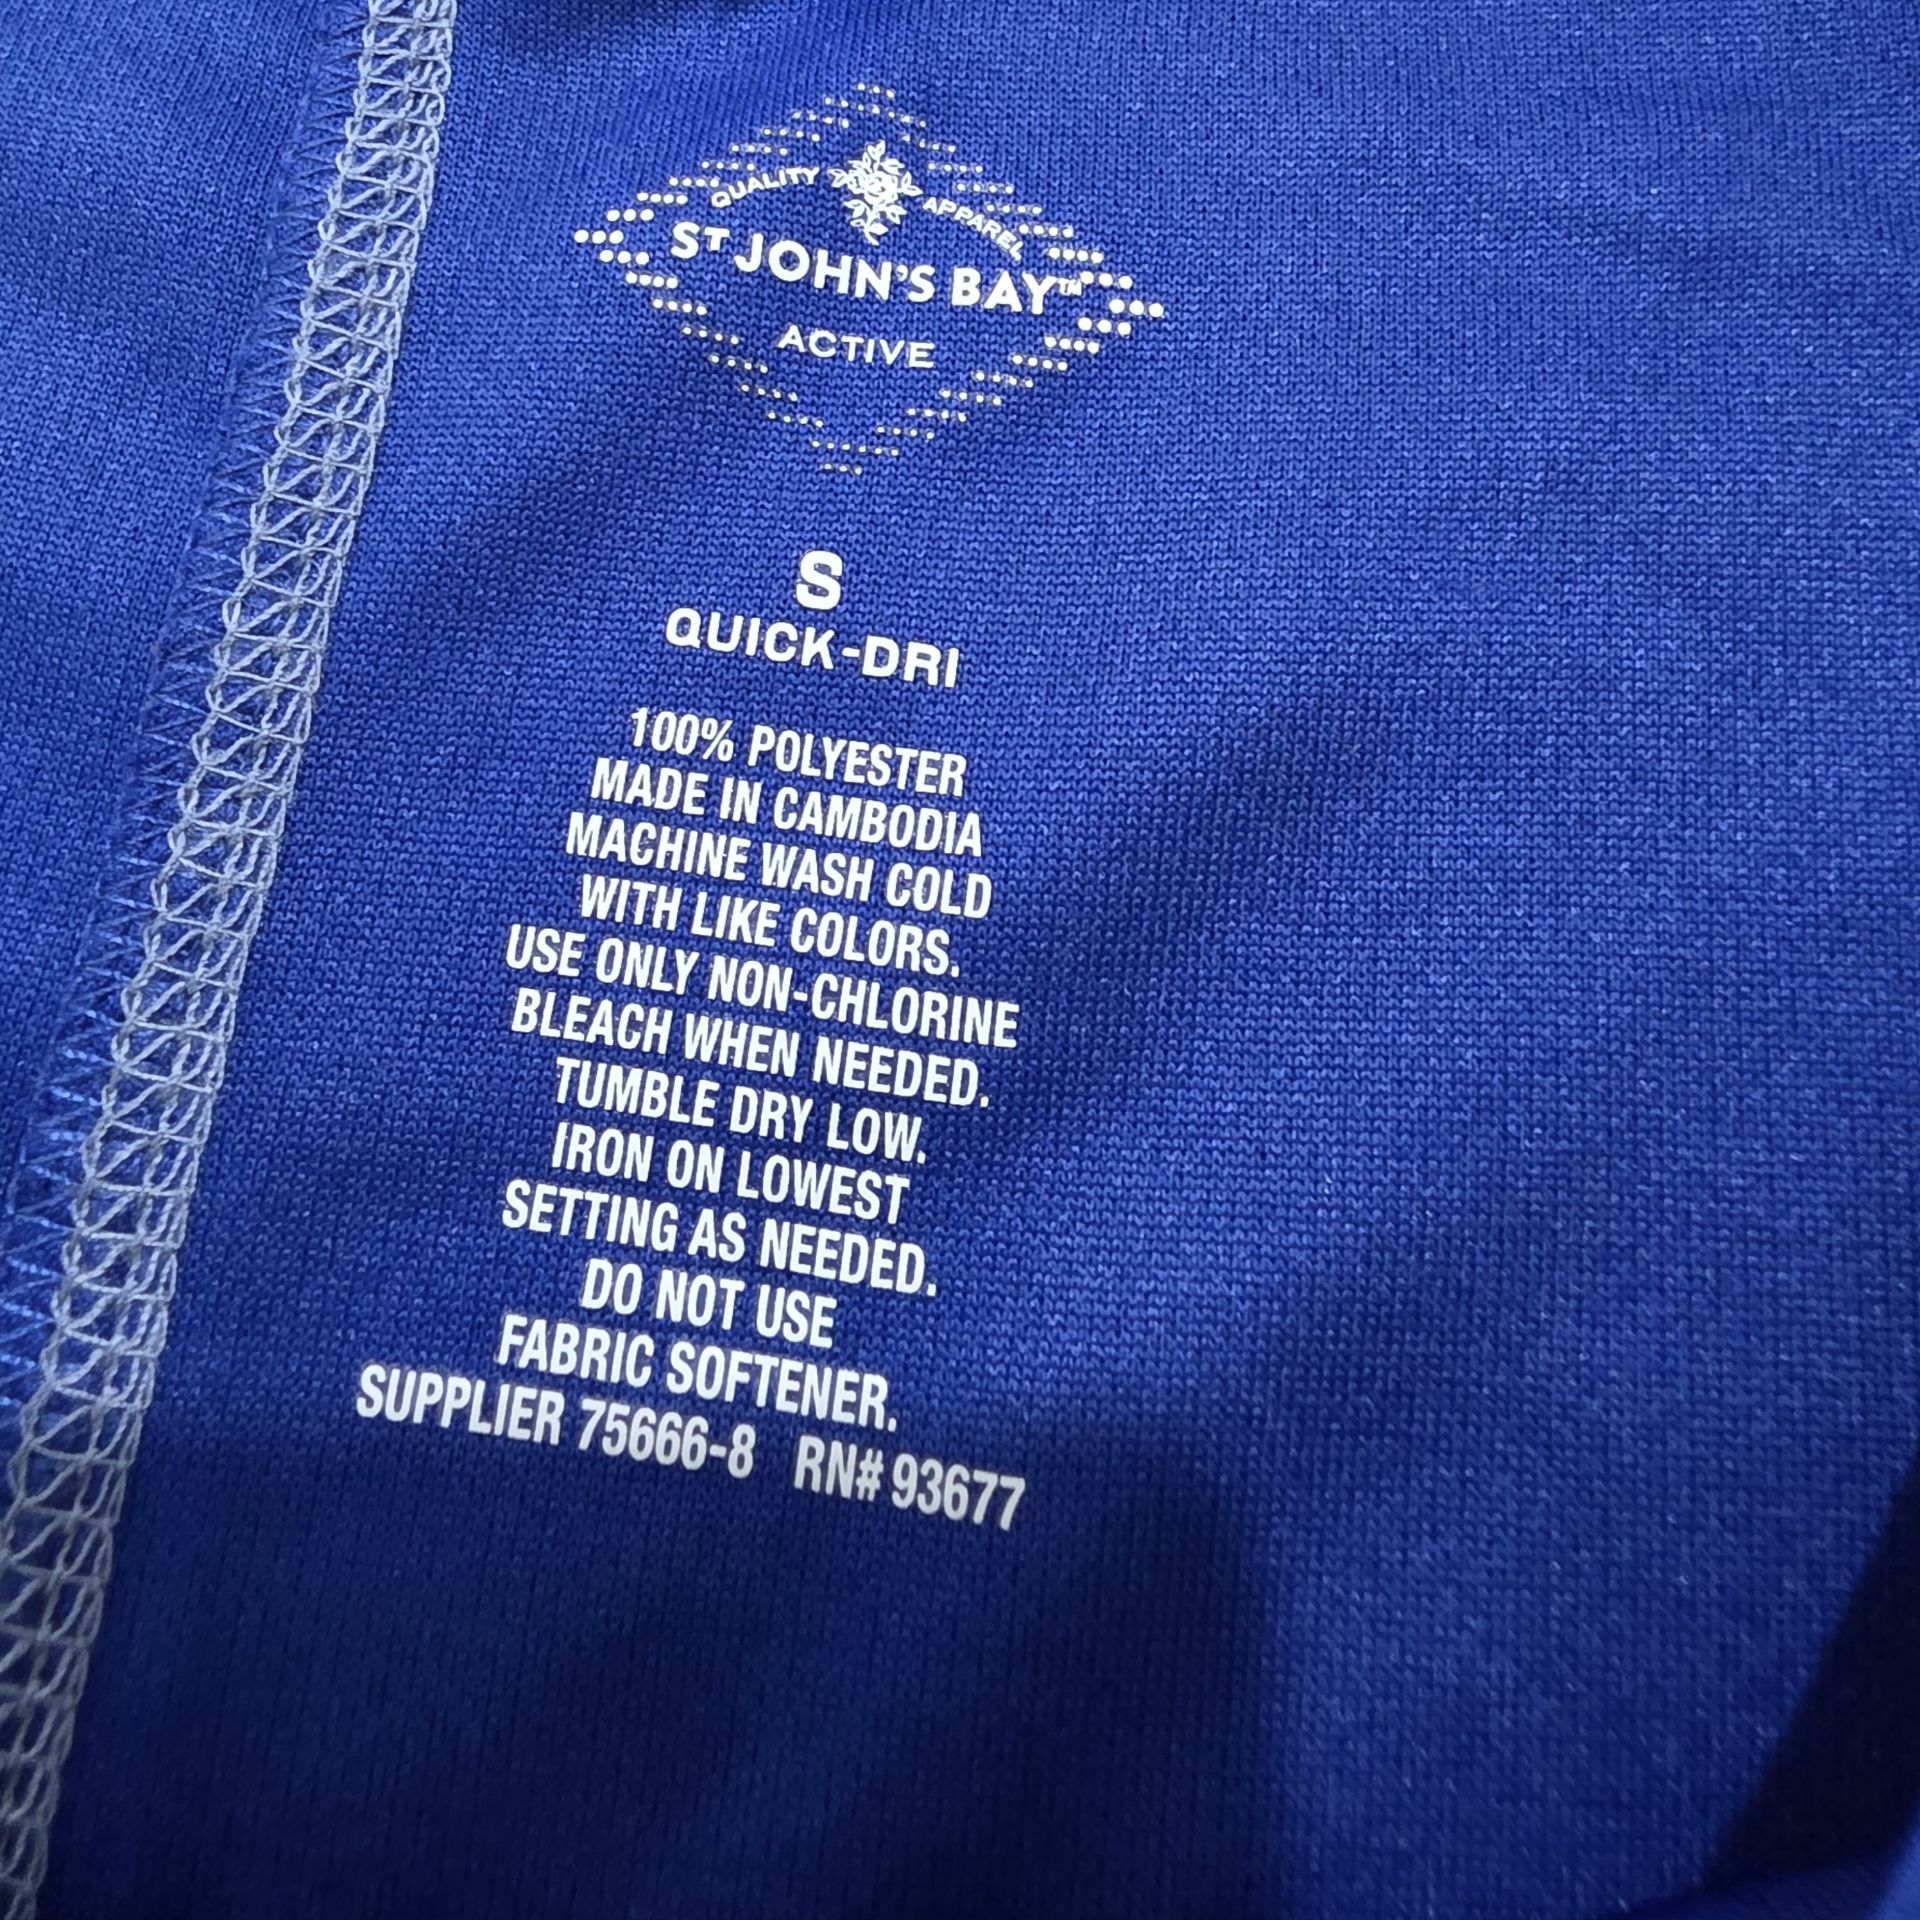 QUALITY APPAREL
ST JOHN'S BAY™
ACTIVE
S
QUICK-DRI
100% POLYESTER
MADE IN CAMBODIA
MACHINE WASH COLD
WITH LIKE COLORS.
USE ONLY NON-CHLORINE
BLEACH WHEN NEEDED.
TUMBLE DRY LOW.
IRON ON LOWEST
SETTING AS NEEDED.
DO NOT USE
FABRIC SOFTENER.
SUPPLIER 75666-8 RN# 93677